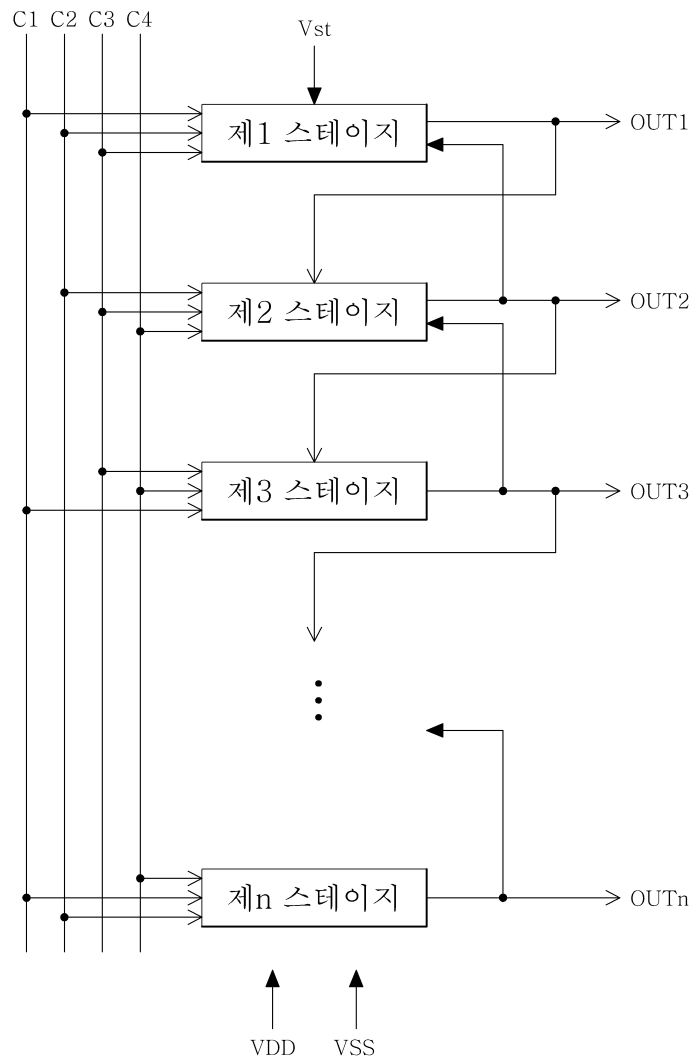 C1 C2 C3 C4
Vst
제1 스테이지
OUT1
제2 스테이지
OUT2
제3 스테이지
OUT3
제n 스테이지
OUTn
VDD VSS